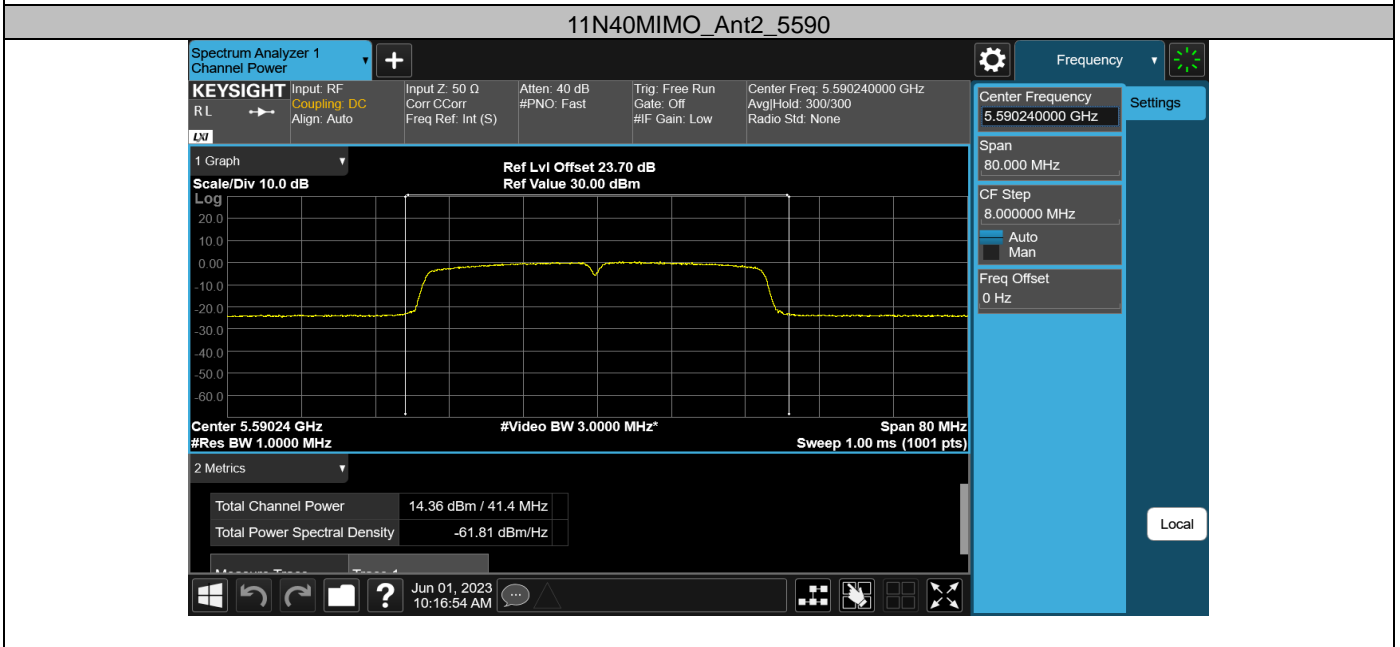 11N40MIMO_Ant2_5590
Spectrum Analyzer 1
Channel Power
Frequency
KEYSIGHT
R L
LXI
Input: RF
Coupling: DC
Align: Auto
Input Z: 50 Ω
Corr CCorr
Freq Ref: Int (S)
Atten: 40 dB
#PNO: Fast
Trig: Free Run
Gate: Off
#IF Gain: Low
Center Freq: 5.590240000 GHz
Avg|Hold: 300/300
Radio Std: None
Center Frequency
5.590240000 GHz
Settings
Span
80.000 MHz
CF Step
8.000000 MHz
Auto
Man
Freq Offset
0 Hz
Local
1 Graph
Scale/Div 10.0 dB
Ref Lvl Offset 23.70 dB
Ref Value 30.00 dBm
Log
20.0
10.0
0.00
-10.0
-20.0
-30.0
-40.0
-50.0
-60.0
Center 5.59024 GHz
#Video BW 3.0000 MHz*
Span 80 MHz
#Res BW 1.0000 MHz
Sweep 1.00 ms (1001 pts)
2 Metrics
Total Channel Power 14.36 dBm / 41.4 MHz
Total Power Spectral Density -61.81 dBm/Hz
Measure Trace Trace 1
?
Jun 01, 2023
10:16:54 AM